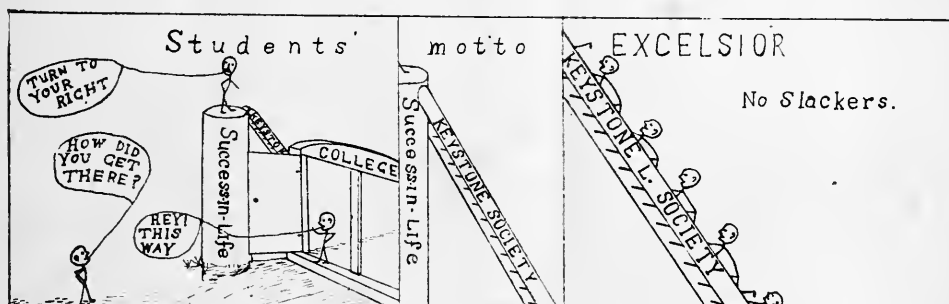 Students'
TURN TO
YOUR
RIGHT
HOW DID
YOU GET
THERE?
HEY!
THIS
WAY
Success-in-Life
KEYSTONE
COLLEGE
motto
Success-in-Life
KEYSTONE SOCIETY
EXCELSIOR
No Slackers.
KEYSTONE L. SOCIETY